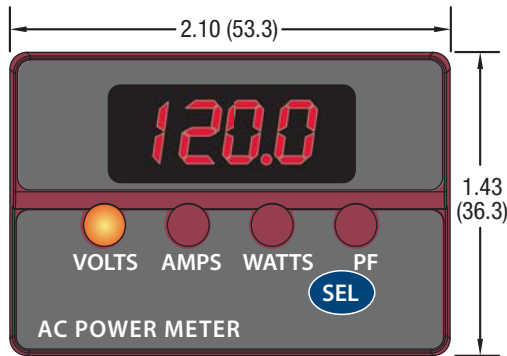 2.10 (53.3)
120.0
1.43
(36.3)
VOLTS AMPS WATTS PF
SEL
AC POWER METER